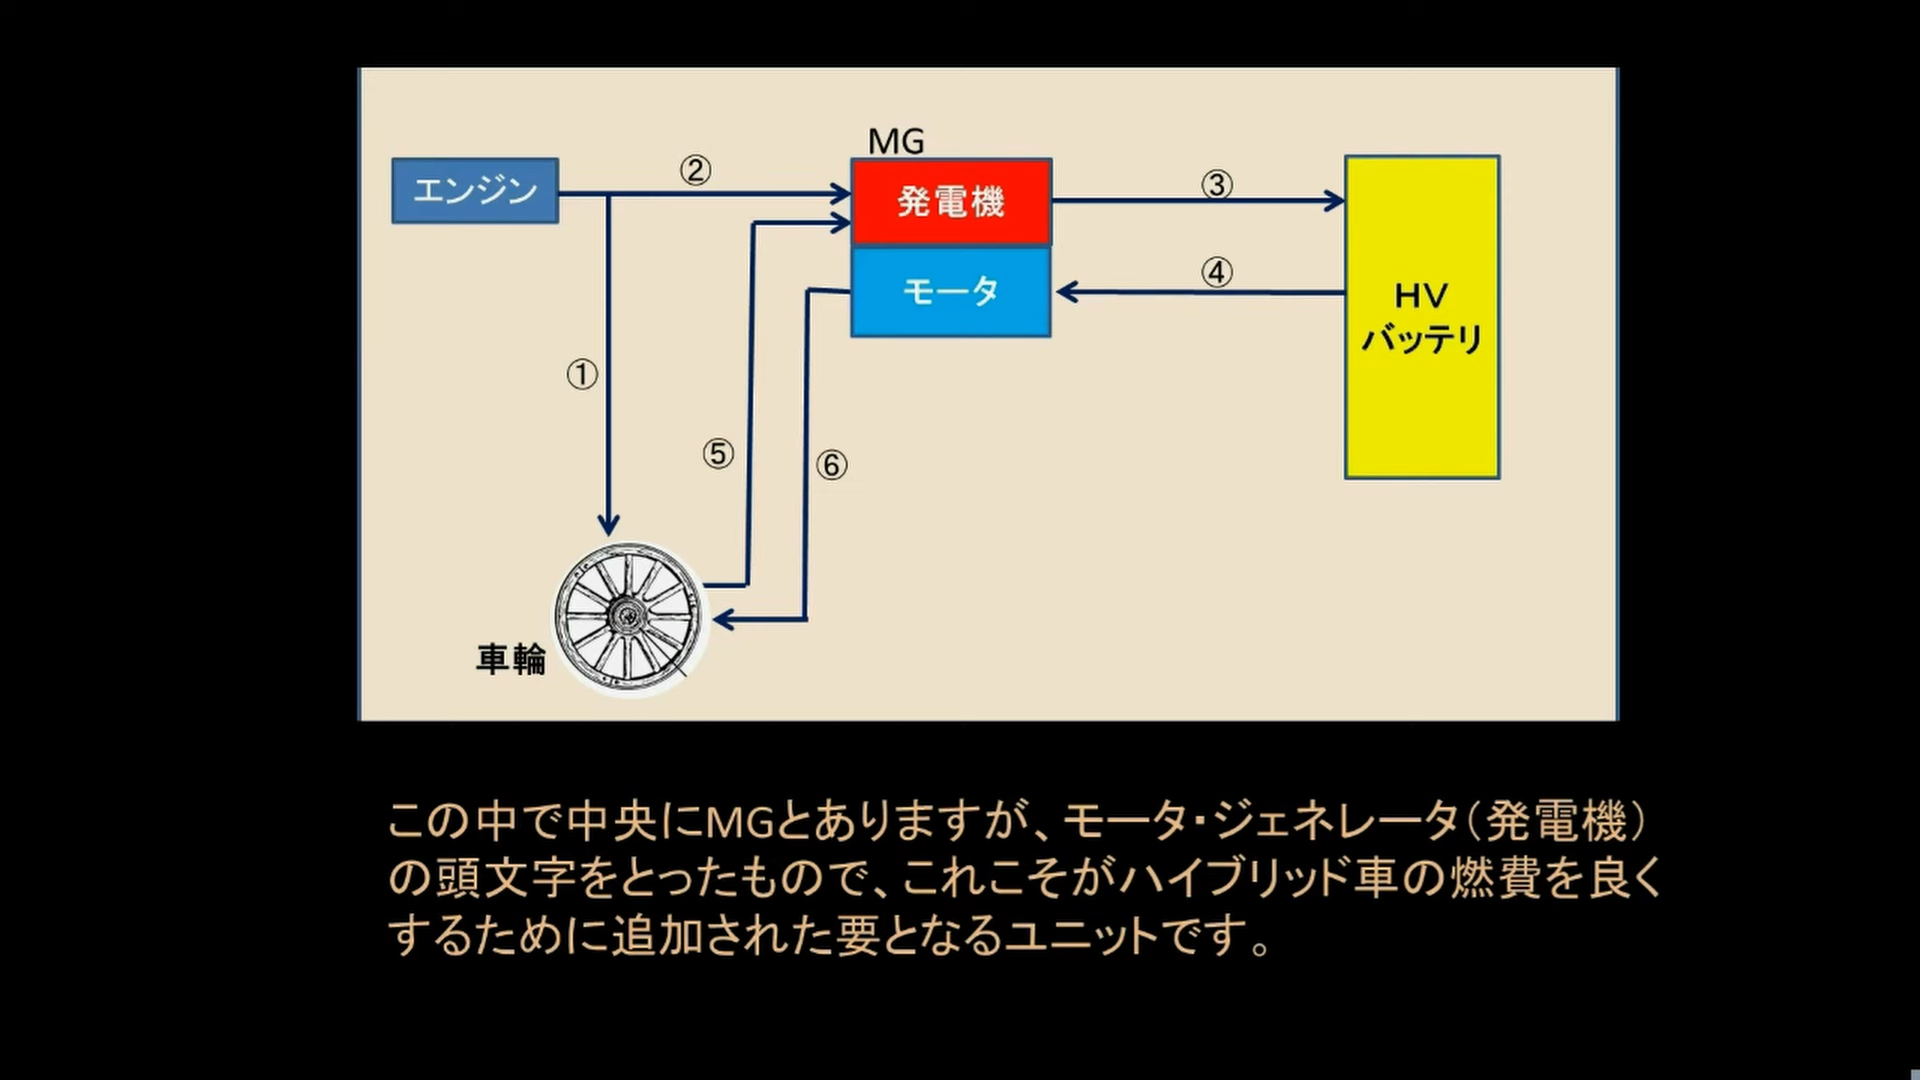 MG
エンジン
②
発電機
③
モータ
④
HV
バッテリ
①
⑤
⑥
車輪
この中で中央にMGとありますが、モータ・ジェネレータ(発電機)
の頭文字をとったもので、これこそがハイブリッド車の燃費を良く
するために追加された要となるユニットです。